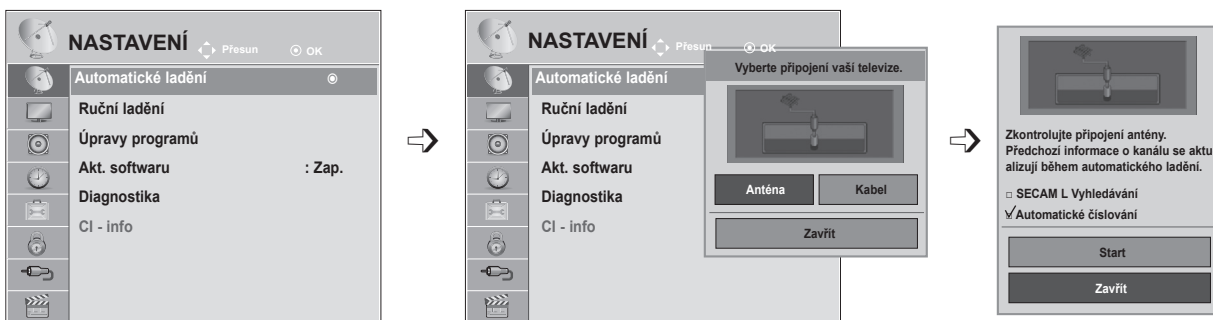 NASTAVENÍ Přesun OK
Automatické ladění
Ruční ladění
Úpravy programů
Akt. softwaru : Zap.
Diagnostika
CI - info
NASTAVENÍ Přesun OK
Automatické ladění
Ruční ladění
Úpravy programů
Akt. softwaru
Diagnostika
CI - info
Vyberte připojení vaší televize.
Anténa Kabel
Zavřít
Zkontrolujte připojení antény.
Předchozí informace o kanálu se aktu
alizují během automatického ladění.
SECAM L Vyhledávání
Automatické číslování
Start
Zavřít